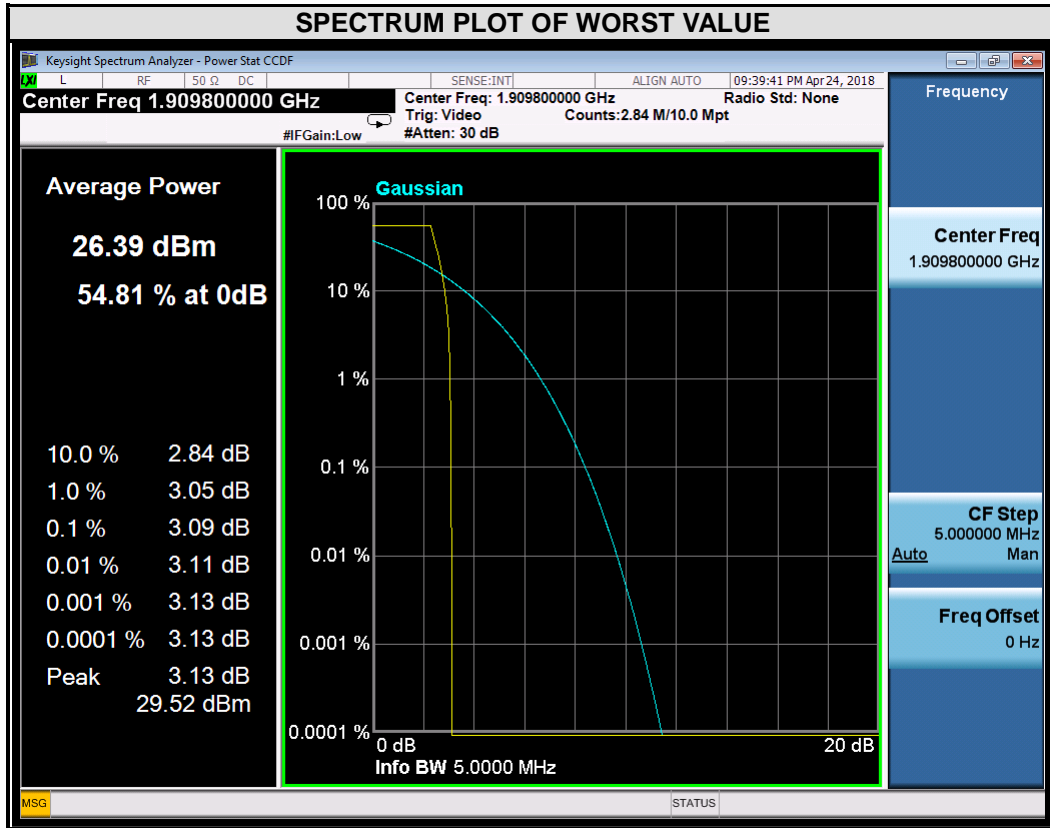 SPECTRUM PLOT OF WORST VALUE
Keysight Spectrum Analyzer - Power Stat CCDF
LXI L RF 50 Ω DC SENSE:INT ALIGN AUTO 09:39:41 PM Apr 24, 2018
Center Freq 1.909800000 GHz
#IFGain:Low
Center Freq: 1.909800000 GHz Radio Std: None
Trig: Video Counts:2.84 M/10.0 Mpt
#Atten: 30 dB
Average Power
26.39 dBm
54.81 % at 0dB
10.0 % 2.84 dB
1.0 % 3.05 dB
0.1 % 3.09 dB
0.01 % 3.11 dB
0.001 % 3.13 dB
0.0001 % 3.13 dB
Peak 3.13 dB
29.52 dBm
Gaussian
100 %
10 %
1 %
0.1 %
0.01 %
0.001 %
0.0001 %
0 dB 20 dB
Info BW 5.0000 MHz
Frequency
Center Freq
1.909800000 GHz
CF Step
5.000000 MHz
Auto Man
Freq Offset
0 Hz
MSG STATUS